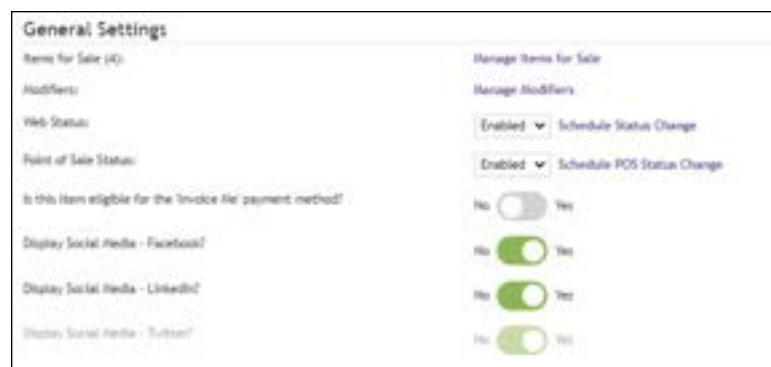 General Settings
Items for Sale (4): Manage Items for Sale
Modifiers: Manage Modifiers
Web Status: Enabled Schedule Status Change
Point of Sale Status: Enabled Schedule POS Status Change
Is this item eligible for the 'Invoice Me' payment method? No Yes
Display Social Media - Facebook? No Yes
Display Social Media - LinkedIn? No Yes
Display Social Media - Twitter? No Yes